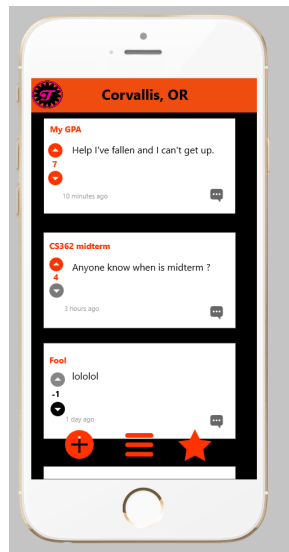 T
Corvallis, OR
My GPA
Help I've fallen and I can't get up.
7
10 minutes ago
CS362 midterm
Anyone know when is midterm ?
4
3 hours ago
Fool
lololol
-1
1 day ago